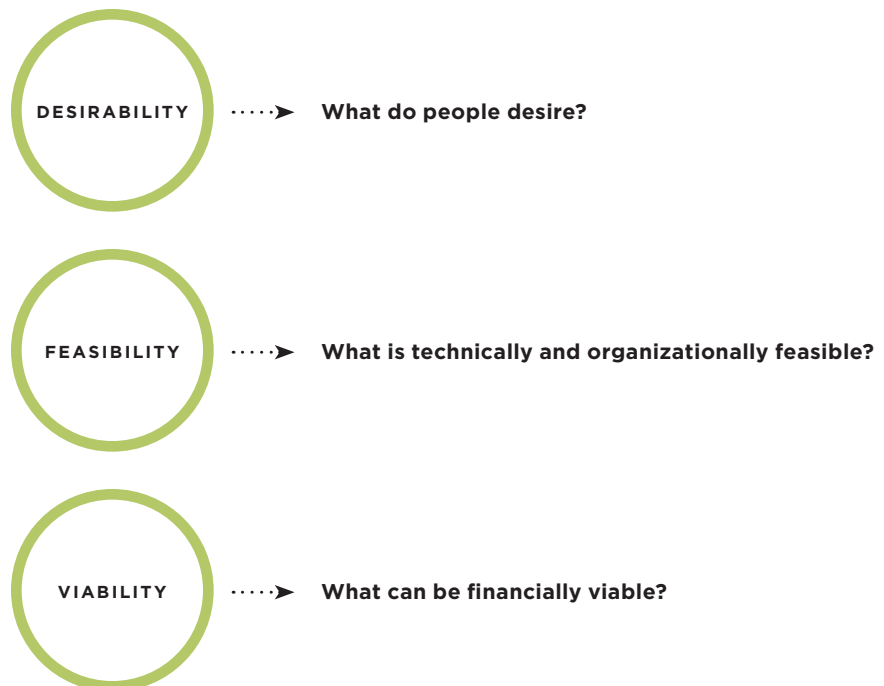 DESIRABILITY
What do people desire?
FEASIBILITY
What is technically and organizationally feasible?
VIABILITY
What can be financially viable?